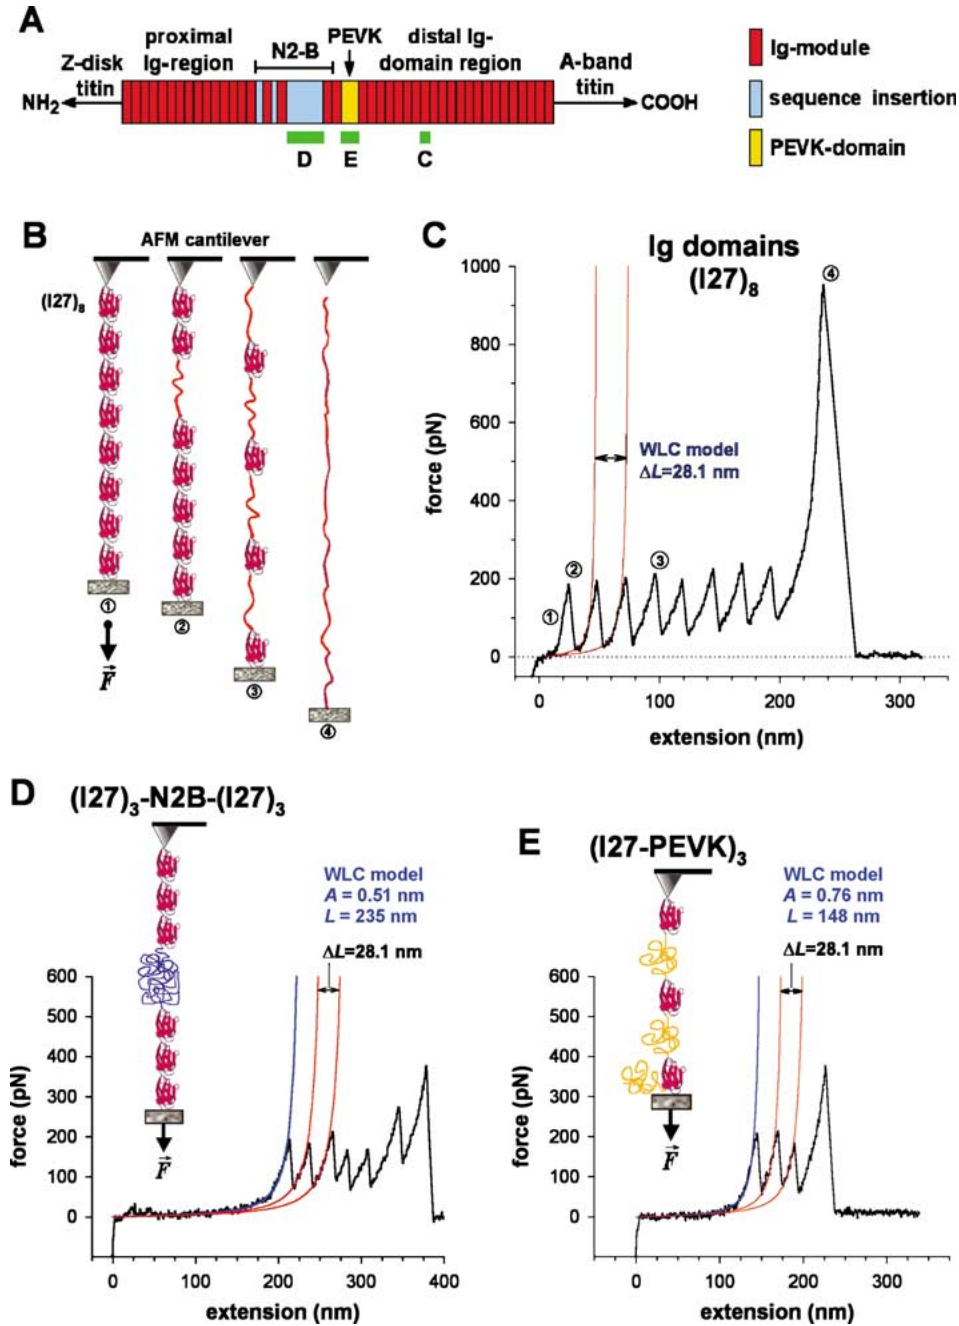 A
proximal Ig-region
N2-B
PEVK
distal Ig-domain region
Z-disk titin
A-band titin
NH2
COOH
D
E
C
Ig-module
sequence insertion
PEVK-domain
B
AFM cantilever
(I27)8
①
②
③
④
F
C
Ig domains
(I27)8
1000
800
600
400
200
0
force (pN)
WLC model
ΔL=28.1 nm
①
②
③
④
0
100
200
300
extension (nm)
D
(I27)3-N2B-(I27)3
WLC model
A = 0.51 nm
L = 235 nm
ΔL=28.1 nm
600
500
400
300
200
100
0
force (pN)
F
0
100
200
300
400
extension (nm)
E
(I27-PEVK)3
WLC model
A = 0.76 nm
L = 148 nm
ΔL=28.1 nm
600
500
400
300
200
100
0
force (pN)
F
0
100
200
300
extension (nm)